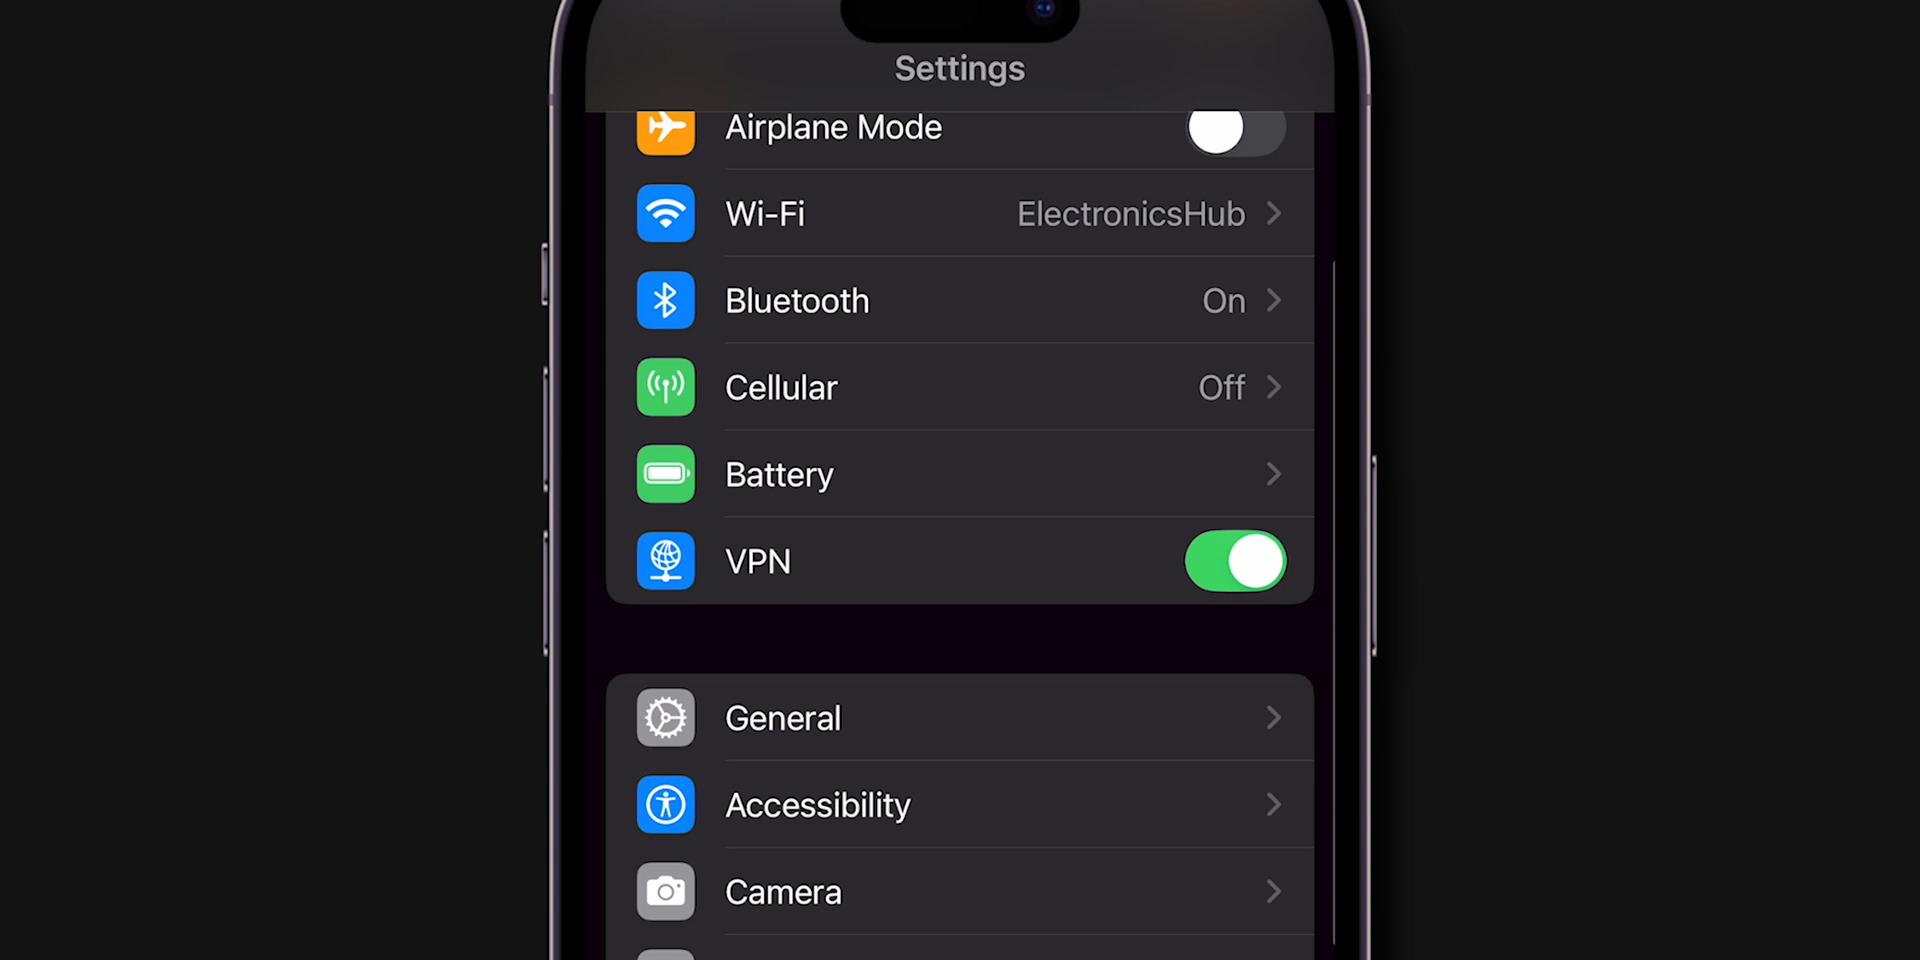 Settings
Airplane Mode
Wi-Fi ElectronicsHub
Bluetooth On
Cellular Off
Battery
VPN
General
Accessibility
Camera